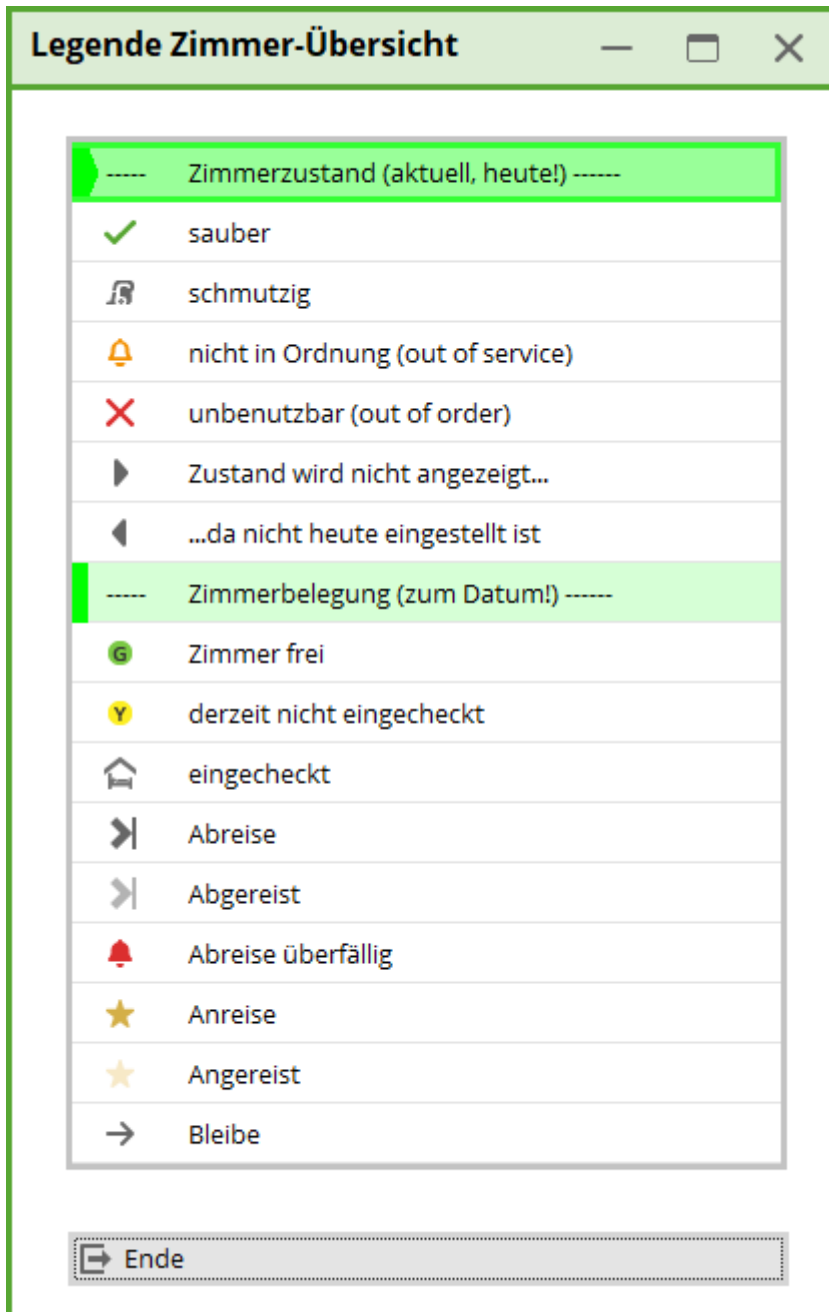 Legende Zimmer-Übersicht
----- Zimmerzustand (aktuell, heute!) ------
sauber
schmutzig
nicht in Ordnung (out of service)
unbenutzbar (out of order)
Zustand wird nicht angezeigt...
...da nicht heute eingestellt ist
----- Zimmerbelegung (zum Datum!) ------
G Zimmer frei
Y derzeit nicht eingecheckt
eingecheckt
Abreise
Abgereist
Abreise überfällig
Anreise
Angereist
Bleibe
Ende